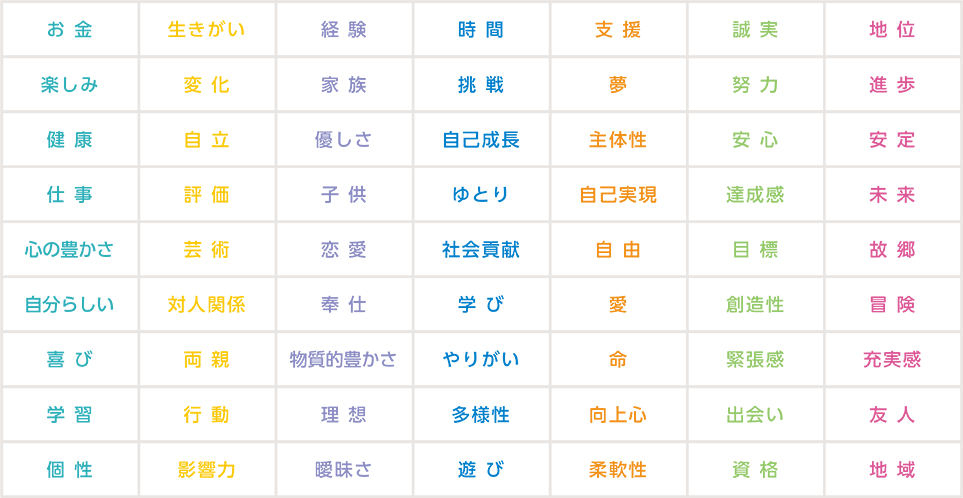 お金 生きがい 経験 時間 支援 誠実 地位
楽しみ 変化 家族 挑戦 夢 努力 進歩
健康 自立 優しさ 自己成長 主体性 安心 安定
仕事 評価 子供 ゆとり 自己実現 達成感 未来
心の豊かさ 芸術 恋愛 社会貢献 自由 目標 故郷
自分らしい 対人関係 奉仕 学び 愛 創造性 冒険
喜び 両親 物質的豊かさ やりがい 命 緊張感 充実感
学習 行動 理想 多様性 向上心 出会い 友人
個性 影響力 曖昧さ 遊び 柔軟性 資格 地域